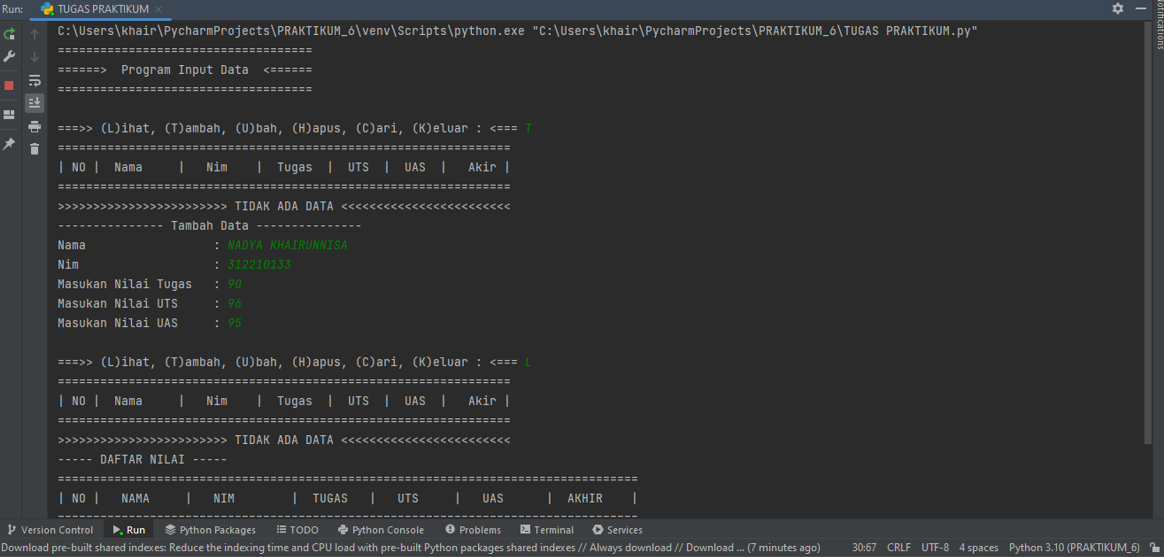 Run: TUGAS PRAKTIKUM
C:\Users\khair\PycharmProjects\PRAKTIKUM_6\venv\Scripts\python.exe "C:\Users\khair\PycharmProjects\PRAKTIKUM_6\TUGAS PRAKTIKUM.py"
====================================
======>  Program Input Data  <======
====================================
===>> (L)ihat, (T)ambah, (U)bah, (H)apus, (C)ari, (K)eluar : <=== T
================================================================
| NO |  Nama     |   Nim    |  Tugas  |  UTS  |  UAS  |   Akir |
================================================================
>>>>>>>>>>>>>>>>>>>>>>>> TIDAK ADA DATA <<<<<<<<<<<<<<<<<<<<<<<<
--------------- Tambah Data ---------------
Nama                  : NADYA KHAIRUNNISA
Nim                   : 312210133
Masukan Nilai Tugas   : 90
Masukan Nilai UTS     : 96
Masukan Nilai UAS     : 95
===>> (L)ihat, (T)ambah, (U)bah, (H)apus, (C)ari, (K)eluar : <=== L
================================================================
| NO |  Nama     |   Nim    |  Tugas  |  UTS  |  UAS  |   Akir |
================================================================
>>>>>>>>>>>>>>>>>>>>>>>> TIDAK ADA DATA <<<<<<<<<<<<<<<<<<<<<<<<
----- DAFTAR NILAI -----
==================================================================================
| NO |   NAMA     |   NIM        |  TUGAS   |   UTS     |   UAS      |  AKHIR    |
==================================================================================
Version Control Run Python Packages TODO Python Console Problems Terminal Services
Download pre-built shared indexes: Reduce the indexing time and CPU load with pre-built Python packages shared indexes // Always download // Download ... (7 minutes ago) 30:67 CRLF UTF-8 4 spaces Python 3.10 (PRAKTIKUM_6)
Notifications